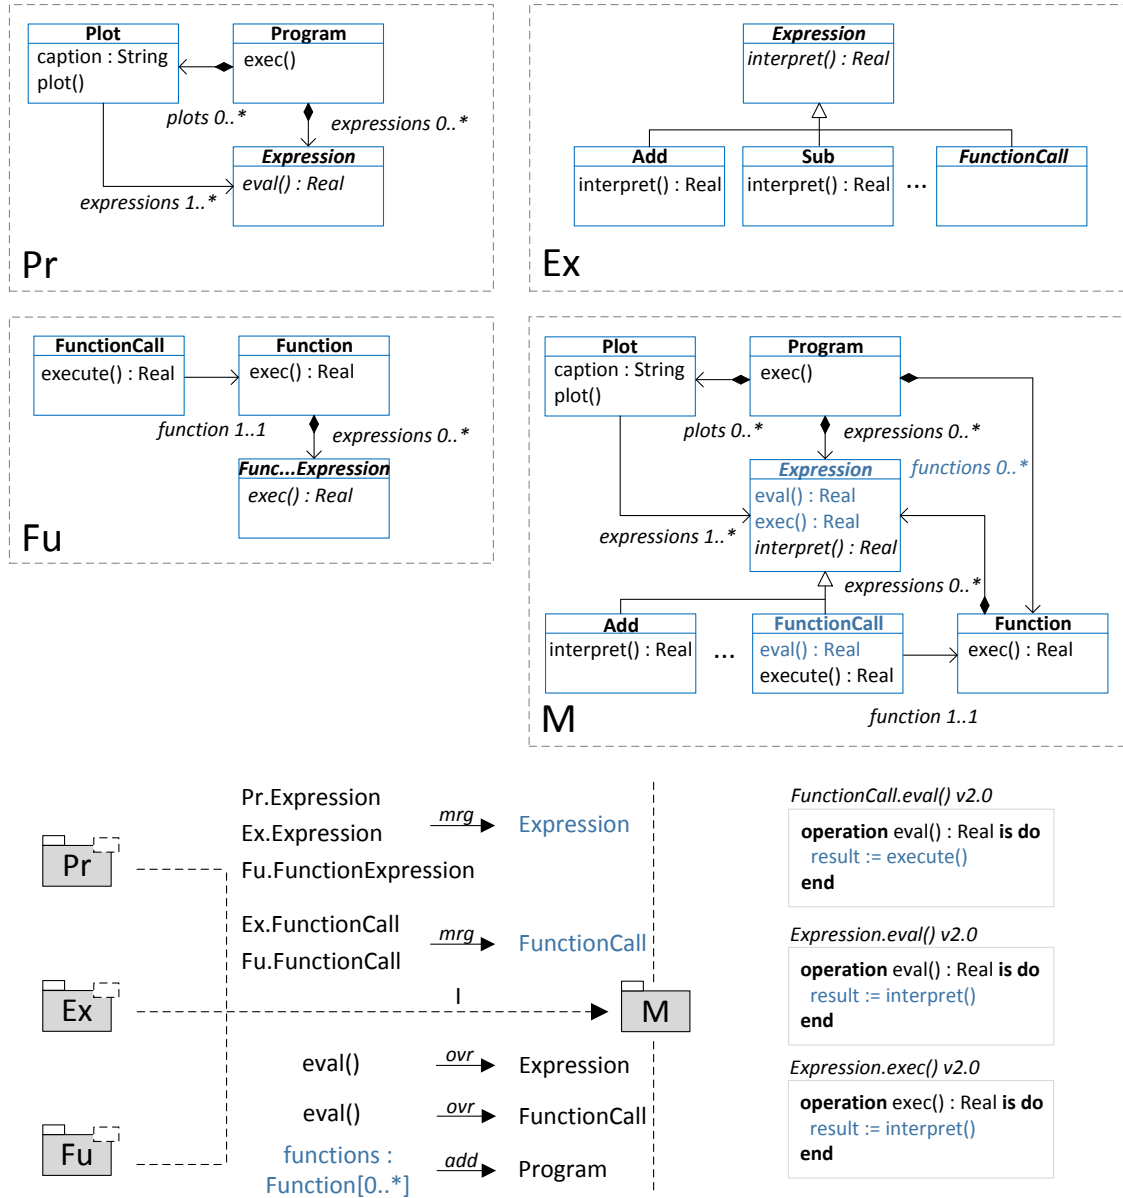 Plot
caption : String
plot()
Program
exec()
plots 0..*
expressions 0..*
Expression
eval() : Real
expressions 1..*
Pr
Expression
interpret() : Real
Add
interpret() : Real
Sub
interpret() : Real
...
FunctionCall
Ex
FunctionCall
execute() : Real
Function
exec() : Real
function 1..1
expressions 0..*
Func...Expression
exec() : Real
Fu
Plot
caption : String
plot()
Program
exec()
plots 0..*
expressions 0..*
Expression
eval() : Real
exec() : Real
interpret() : Real
functions 0..*
expressions 1..*
expressions 0..*
Add
interpret() : Real
...
FunctionCall
eval() : Real
execute() : Real
Function
exec() : Real
function 1..1
M
Pr.Expression
Ex.Expression
Fu.FunctionExpression
mrg
Expression
Pr
Ex.FunctionCall
Fu.FunctionCall
mrg
FunctionCall
Ex
I
M
eval()
ovr
Expression
eval()
ovr
FunctionCall
Fu
functions :
Function[0..*]
add
Program
FunctionCall.eval() v2.0
operation eval() : Real is do
result := execute()
end
Expression.eval() v2.0
operation eval() : Real is do
result := interpret()
end
Expression.exec() v2.0
operation exec() : Real is do
result := interpret()
end